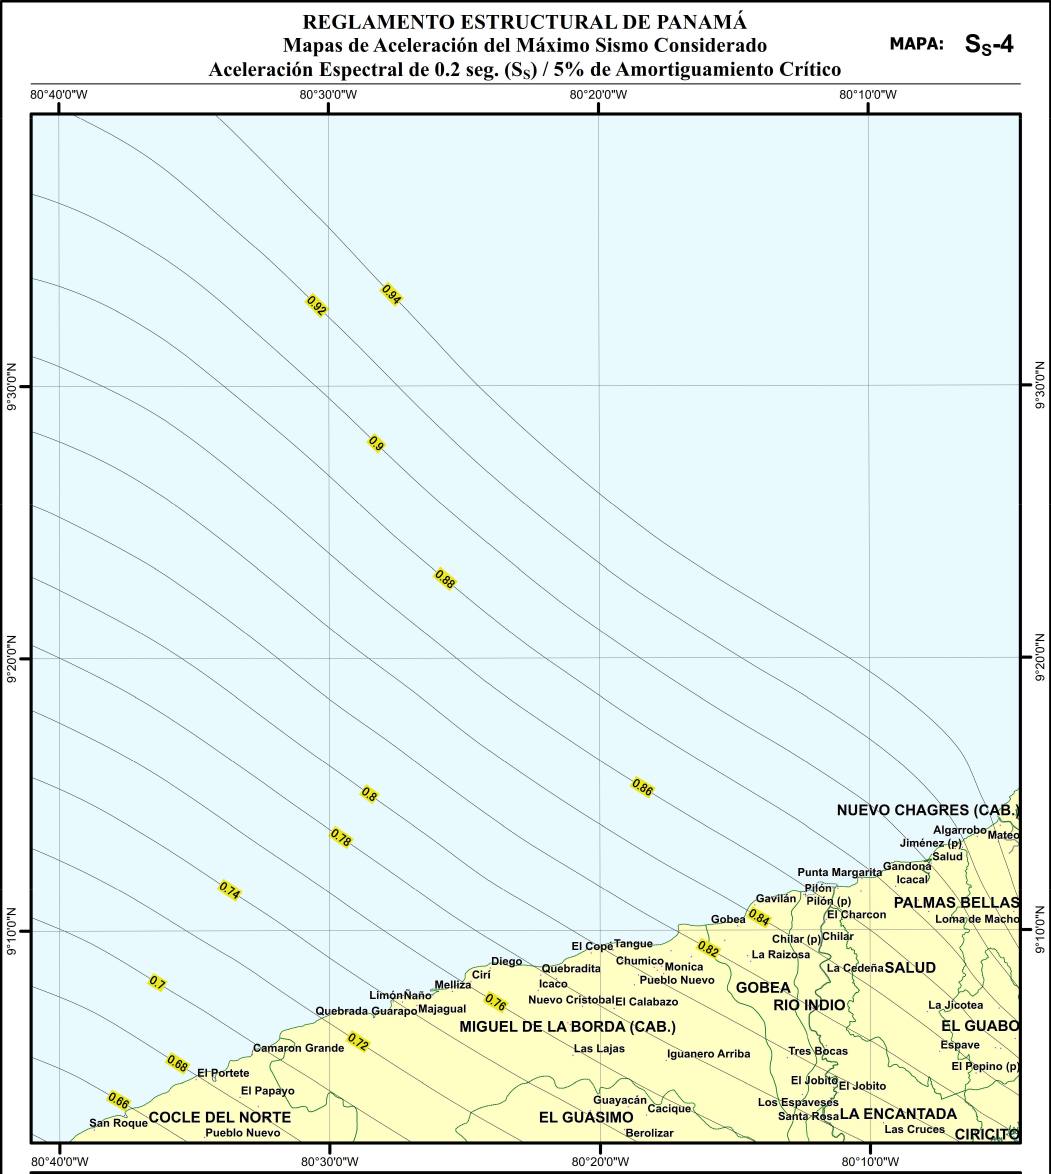 REGLAMENTO ESTRUCTURAL DE PANAMÁ
Mapas de Aceleración del Máximo Sismo Considerado
MAPA: SS-4
Aceleración Espectral de 0.2 seg. (SS) / 5% de Amortiguamiento Crítico
80°40'0"W 80°30'0"W 80°20'0"W 80°10'0"W
0.92
0.94
9°30'0"N 9°30'0"N
0.9
0.88
9°20'0"N 9°20'0"N
0.86
0.8
NUEVO CHAGRES (CAB.)
0.78
Algarrobo
Mateo
Jiménez (p)
Salud
Gandona
Punta Margarita
Icacal
0.74
Pilón
Gavilán
Pilón (p)
PALMAS BELLAS
El Charcon
0.84
Gobea
Loma de Macho
9°10'0"N 9°10'0"N
Chilar (p)
Chilar
El Copé
Tangue
0.82
La Raizosa
Diego
Chumico
Monica
La Cedeña
SALUD
Quebradita
Cirí
0.7
Icaco
Pueblo Nuevo
Melliza
GOBEA
Limón
Ñaño
Nuevo Cristobal
El Calabazo
0.76
RIO INDIO
La Jicotea
Quebrada Guarapo
Majagual
MIGUEL DE LA BORDA (CAB.)
EL GUABO
0.72
Espave
Camaron Grande
Las Lajas
Iguanero Arriba
Tres Bocas
0.68
El Pepino (p)
El Portete
El Jobito
El Jobito
El Papayo
0.66
Guayacán
Los Espaveses
Cacique
San Roque
COCLE DEL NORTE
EL GUASIMO
Santa Rosa
LA ENCANTADA
Pueblo Nuevo
Berolizar
Las Cruces
CIRICITO
80°40'0"W 80°30'0"W 80°20'0"W 80°10'0"W